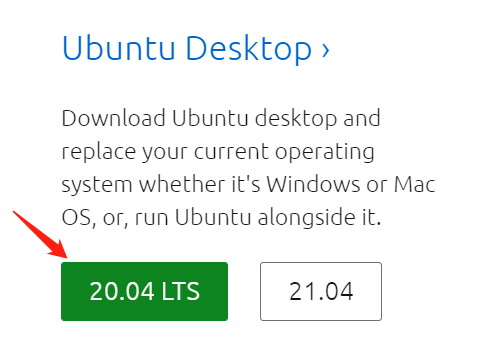 Ubuntu Desktop ›
Download Ubuntu desktop and
replace your current operating
system whether it's Windows or Mac
OS, or, run Ubuntu alongside it.
20.04 LTS
21.04